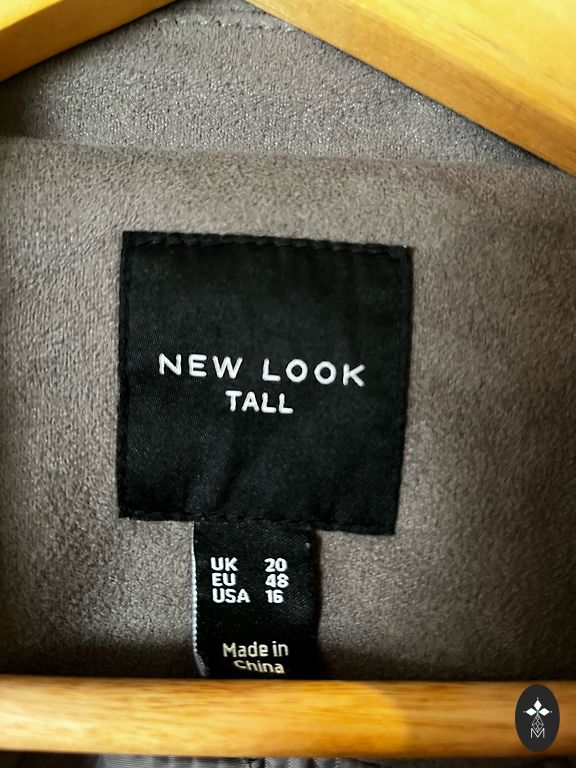 NEW LOOK
TALL
UK 20
EU 48
USA 16
Made in
China